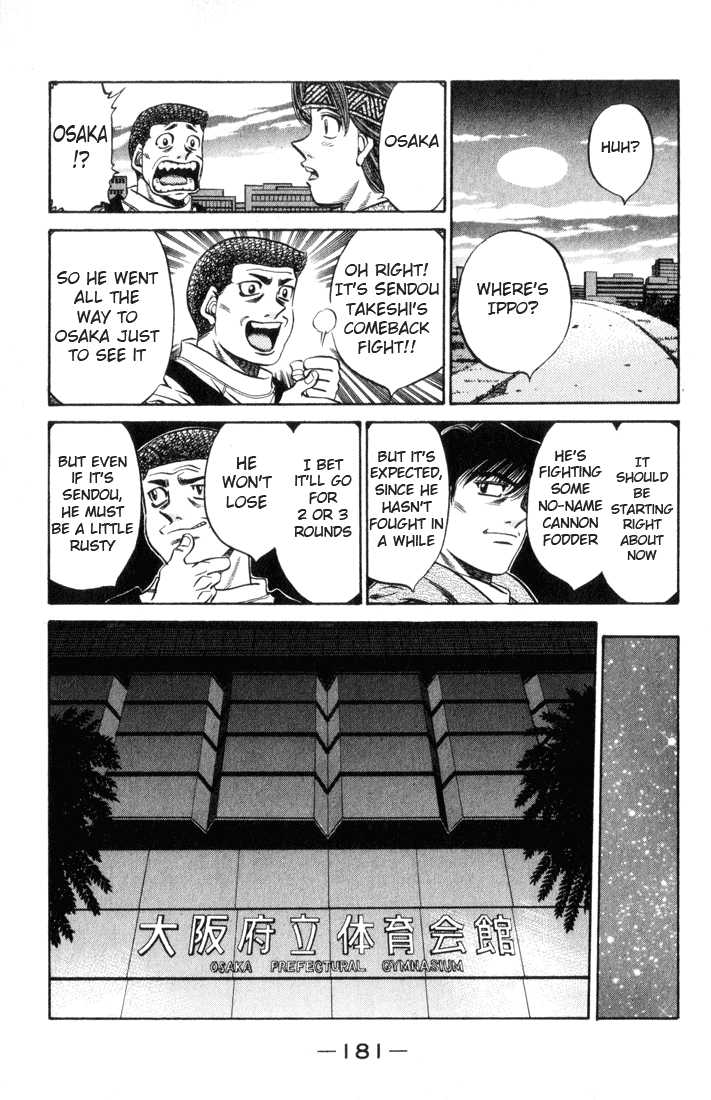 HUH?
WHERE'S
IPPO?
OSAKA
OSAKA
!?
OH RIGHT!
IT'S SENDOU
TAKESHI'S
COMEBACK
FIGHT!!
SO HE WENT
ALL THE
WAY TO
OSAKA JUST
TO SEE IT
IT
SHOULD
BE
STARTING
RIGHT
ABOUT
NOW
HE'S
FIGHTING
SOME
NO-NAME
CANNON
FODDER
BUT IT'S
EXPECTED,
SINCE HE
HASN'T
FOUGHT IN
A WHILE
I BET
IT'LL GO
FOR
2 OR 3
ROUNDS
HE
WON'T
LOSE
BUT EVEN
IF IT'S
SENDOU,
HE MUST
BE A LITTLE
RUSTY
大阪府立体育会館
OSAKA PREFECTURAL GYMNASIUM
—181—